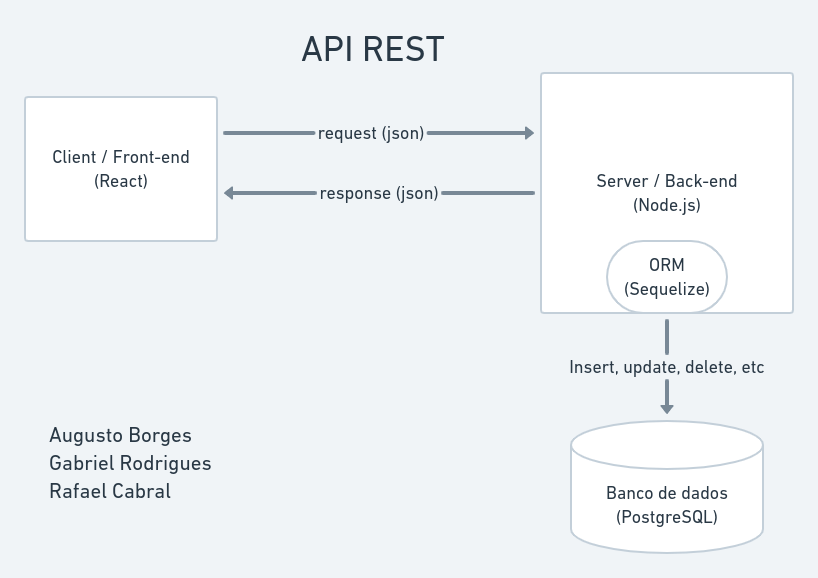 API REST
Client / Front-end
(React)
request (json)
response (json)
Server / Back-end
(Node.js)
ORM
(Sequelize)
Insert, update, delete, etc
Banco de dados
(PostgreSQL)
Augusto Borges
Gabriel Rodrigues
Rafael Cabral